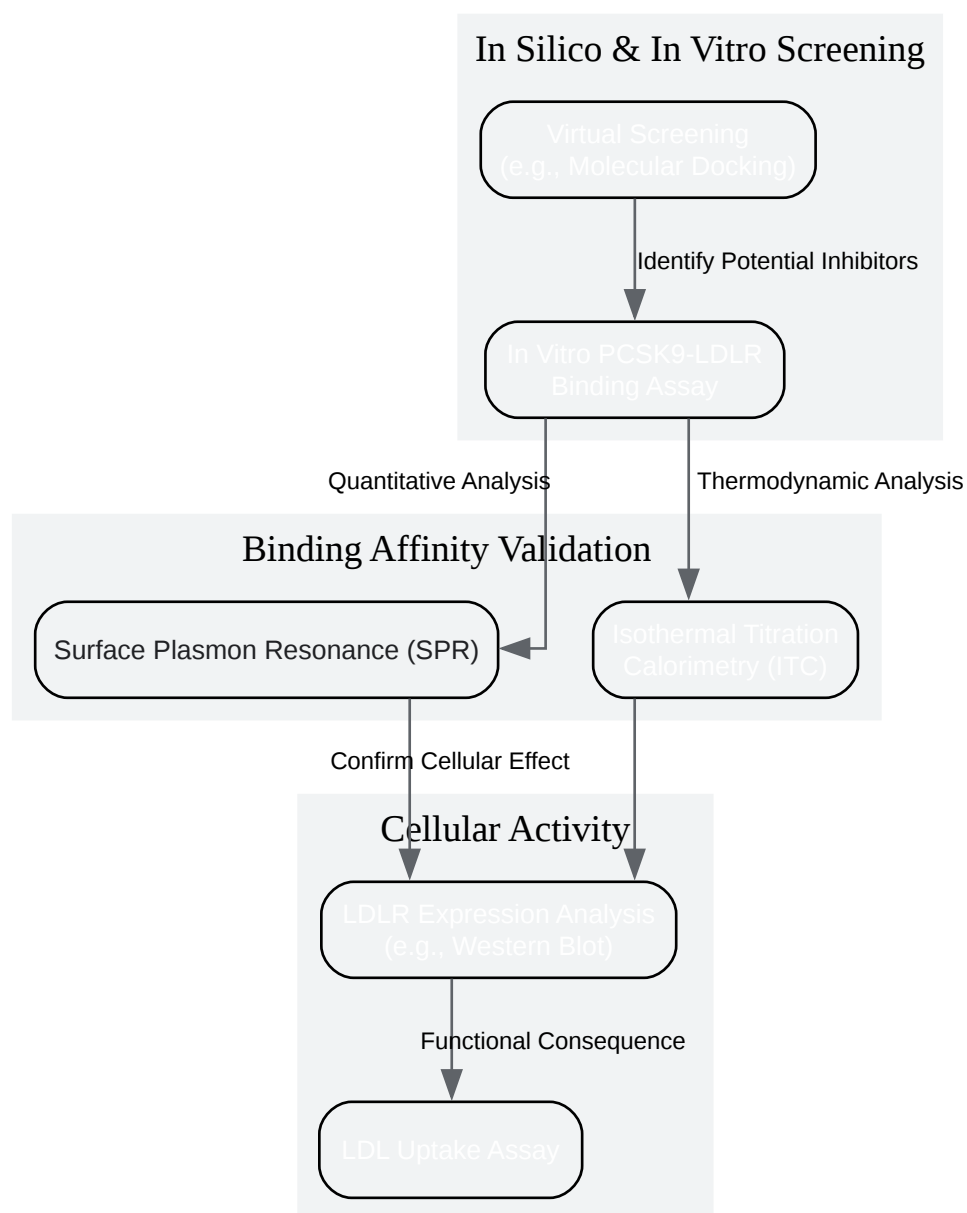 In Silico & In Vitro Screening
Virtual Screening
(e.g., Molecular Docking)
Identify Potential Inhibitors
In Vitro PCSK9-LDLR
Binding Assay
Quantitative Analysis
Thermodynamic Analysis
Binding Affinity Validation
Surface Plasmon Resonance (SPR)
Isothermal Titration
Calorimetry (ITC)
Confirm Cellular Effect
Cellular Activity
LDLR Expression Analysis
(e.g., Western Blot)
Functional Consequence
LDL Uptake Assay